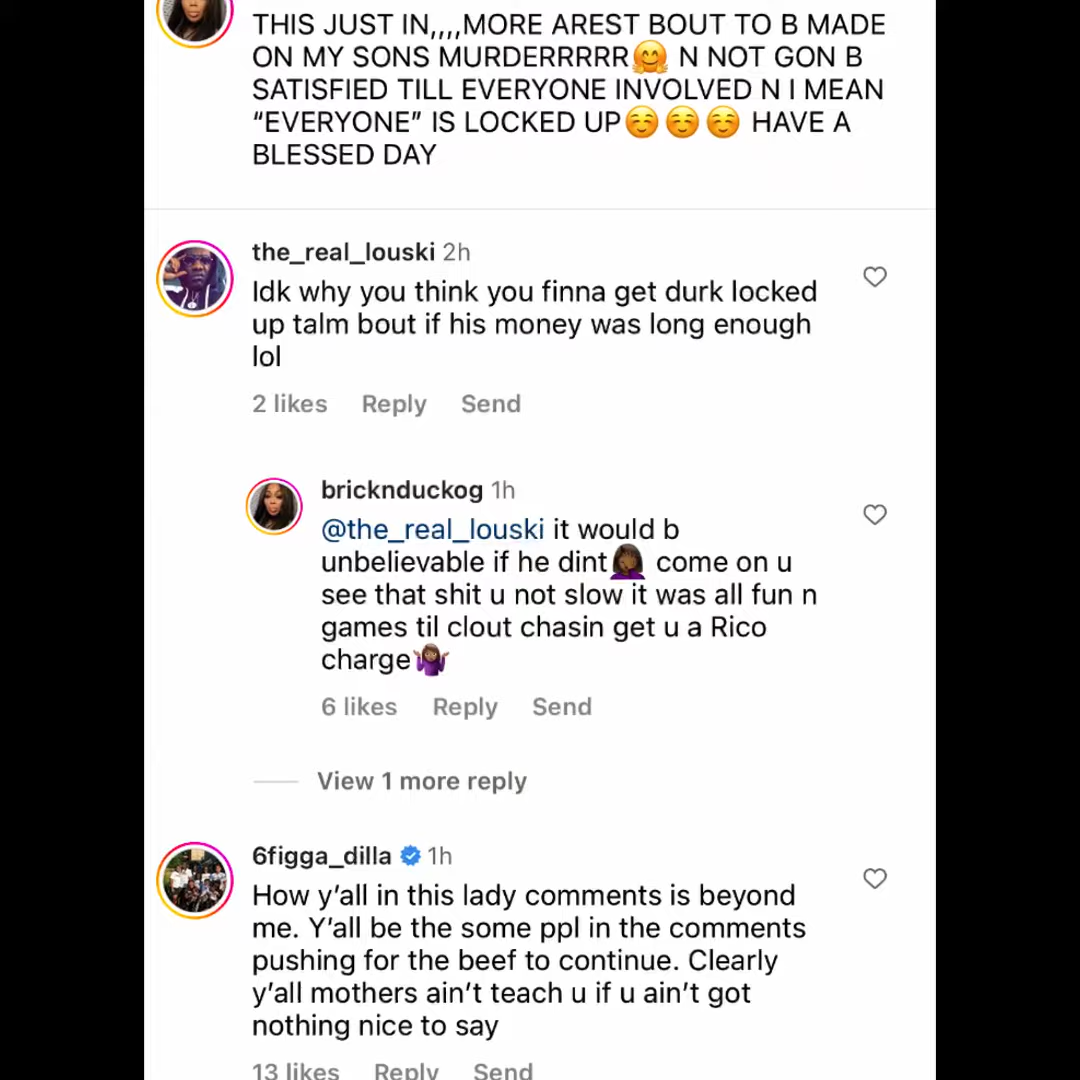 THIS JUST IN,,,,MORE AREST BOUT TO B MADE
ON MY SONS MURDERRRRR🤗 N NOT GON B
SATISFIED TILL EVERYONE INVOLVED N I MEAN
“EVERYONE” IS LOCKED UP☺️☺️☺️ HAVE A
BLESSED DAY
the_real_louski 2h
Idk why you think you finna get durk locked
up talm bout if his money was long enough
lol
2 likes Reply Send
bricknduckog 1h
@the_real_louski it would b
unbelievable if he dint🤦🏾‍♀️ come on u
see that shit u not slow it was all fun n
games til clout chasin get u a Rico
charge🤷🏽‍♀️
6 likes Reply Send
View 1 more reply
6figga_dilla 1h
How y’all in this lady comments is beyond
me. Y’all be the some ppl in the comments
pushing for the beef to continue. Clearly
y’all mothers ain’t teach u if u ain’t got
nothing nice to say
13 likes Reply Send